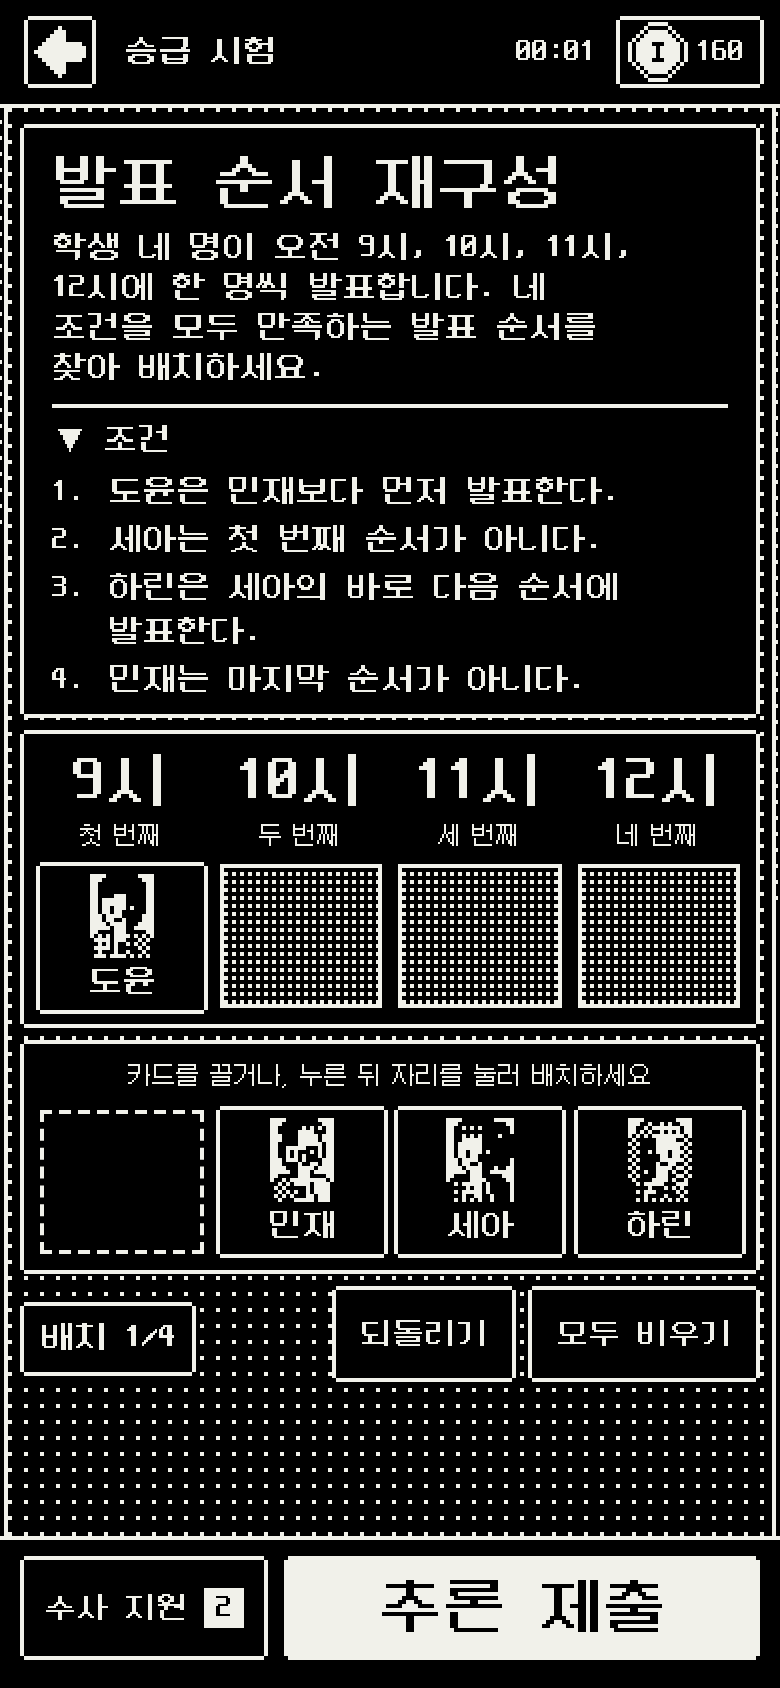 승급 시험
00:01
I 160
발표 순서 재구성
학생 네 명이 오전 9시, 10시, 11시,
12시에 한 명씩 발표합니다. 네
조건을 모두 만족하는 발표 순서를
찾아 배치하세요.
▼ 조건
1. 도윤은 민재보다 먼저 발표한다.
2. 세아는 첫 번째 순서가 아니다.
3. 하린은 세아의 바로 다음 순서에
발표한다.
4. 민재는 마지막 순서가 아니다.
9시 10시 11시 12시
첫 번째 두 번째 세 번째 네 번째
도윤
카드를 끌거나, 누른 뒤 자리를 눌러 배치하세요
민재 세아 하린
배치 1/4 되돌리기 모두 비우기
수사 지원 2 추론 제출